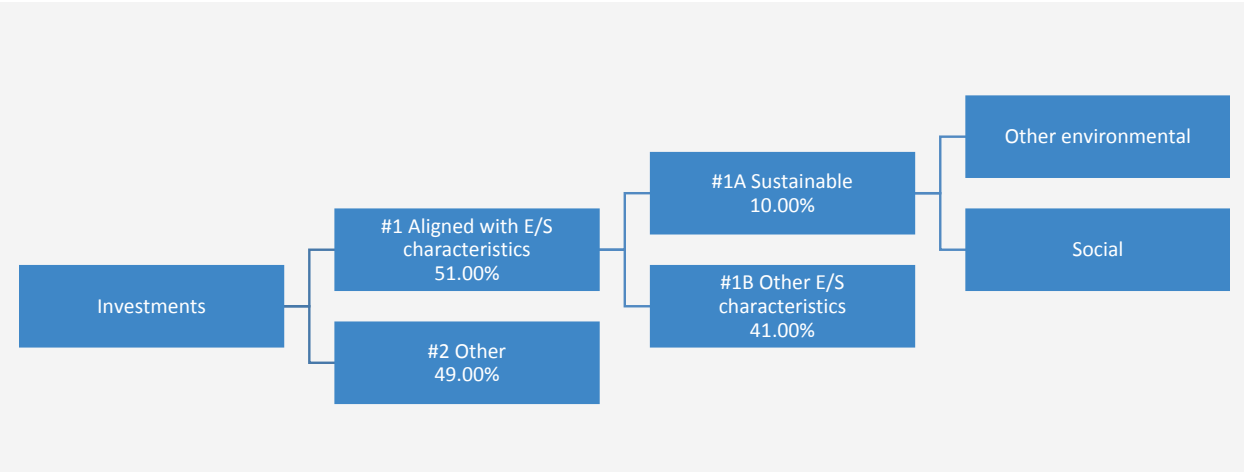 Investments
#1 Aligned with E/S
characteristics
51.00%
#2 Other
49.00%
#1A Sustainable
10.00%
#1B Other E/S
characteristics
41.00%
Other environmental
Social